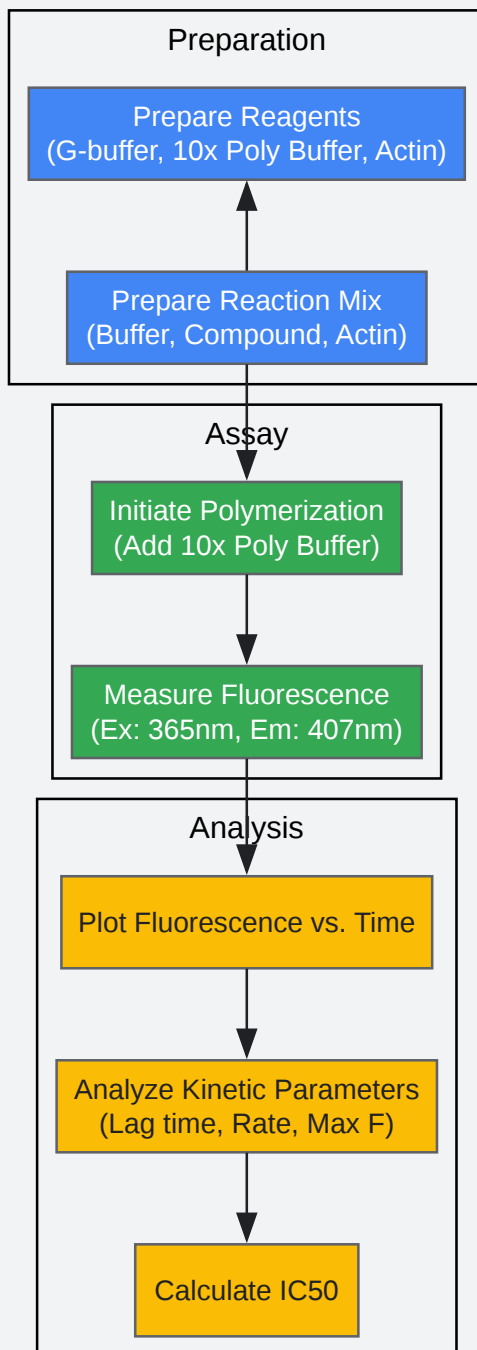 Preparation
Prepare Reagents
(G-buffer, 10x Poly Buffer, Actin)
Prepare Reaction Mix
(Buffer, Compound, Actin)
Assay
Initiate Polymerization
(Add 10x Poly Buffer)
Measure Fluorescence
(Ex: 365nm, Em: 407nm)
Analysis
Plot Fluorescence vs. Time
Analyze Kinetic Parameters
(Lag time, Rate, Max F)
Calculate IC50